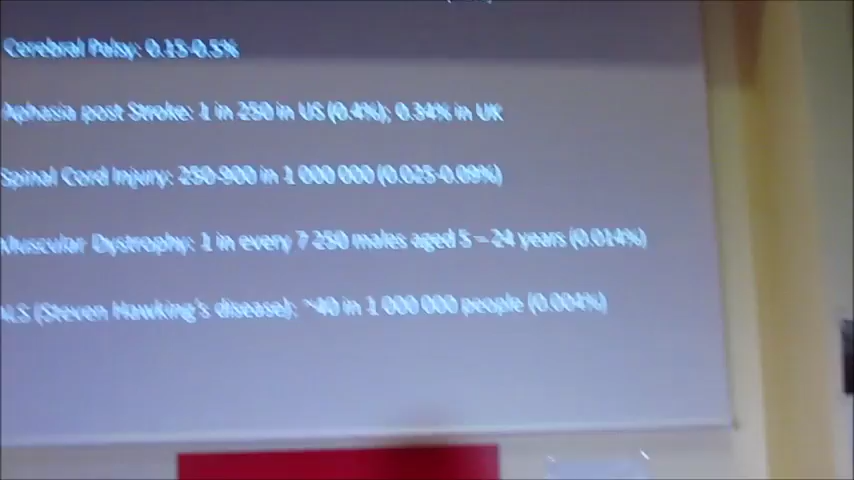 Cerebral Palsy: 0.15-0.5%
Aphasia post Stroke: 1 in 250 in US (0.4%); 0.34% in UK
Spinal Cord Injury: 250-900 in 1 000 000 (0.025-0.09%)
Muscular Dystrophy: 1 in every 7 250 males aged 5 – 24 years (0.014%)
ALS (Steven Hawking's disease): ~40 in 1 000 000 people (0.004%)